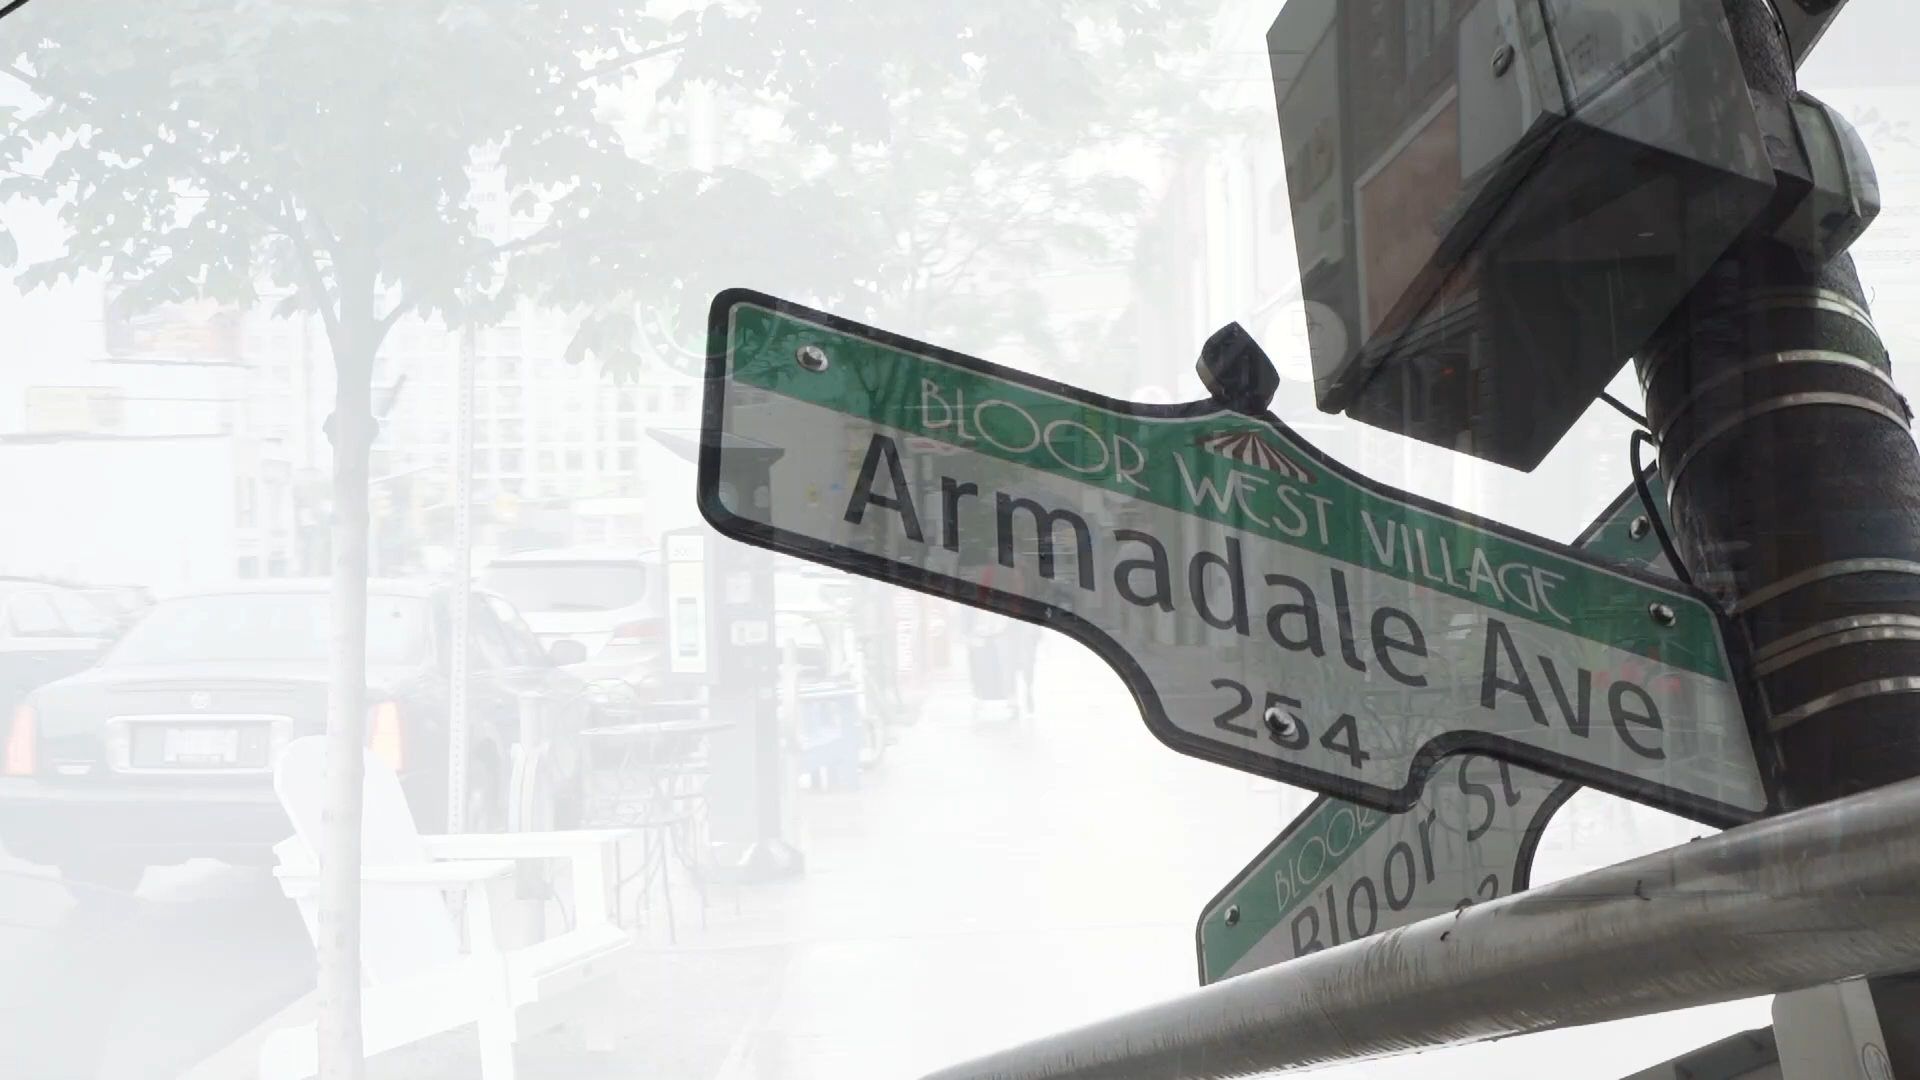 BLOOR WEST VILLAGE
Armadale Ave
254
BLOOR
Bloor St